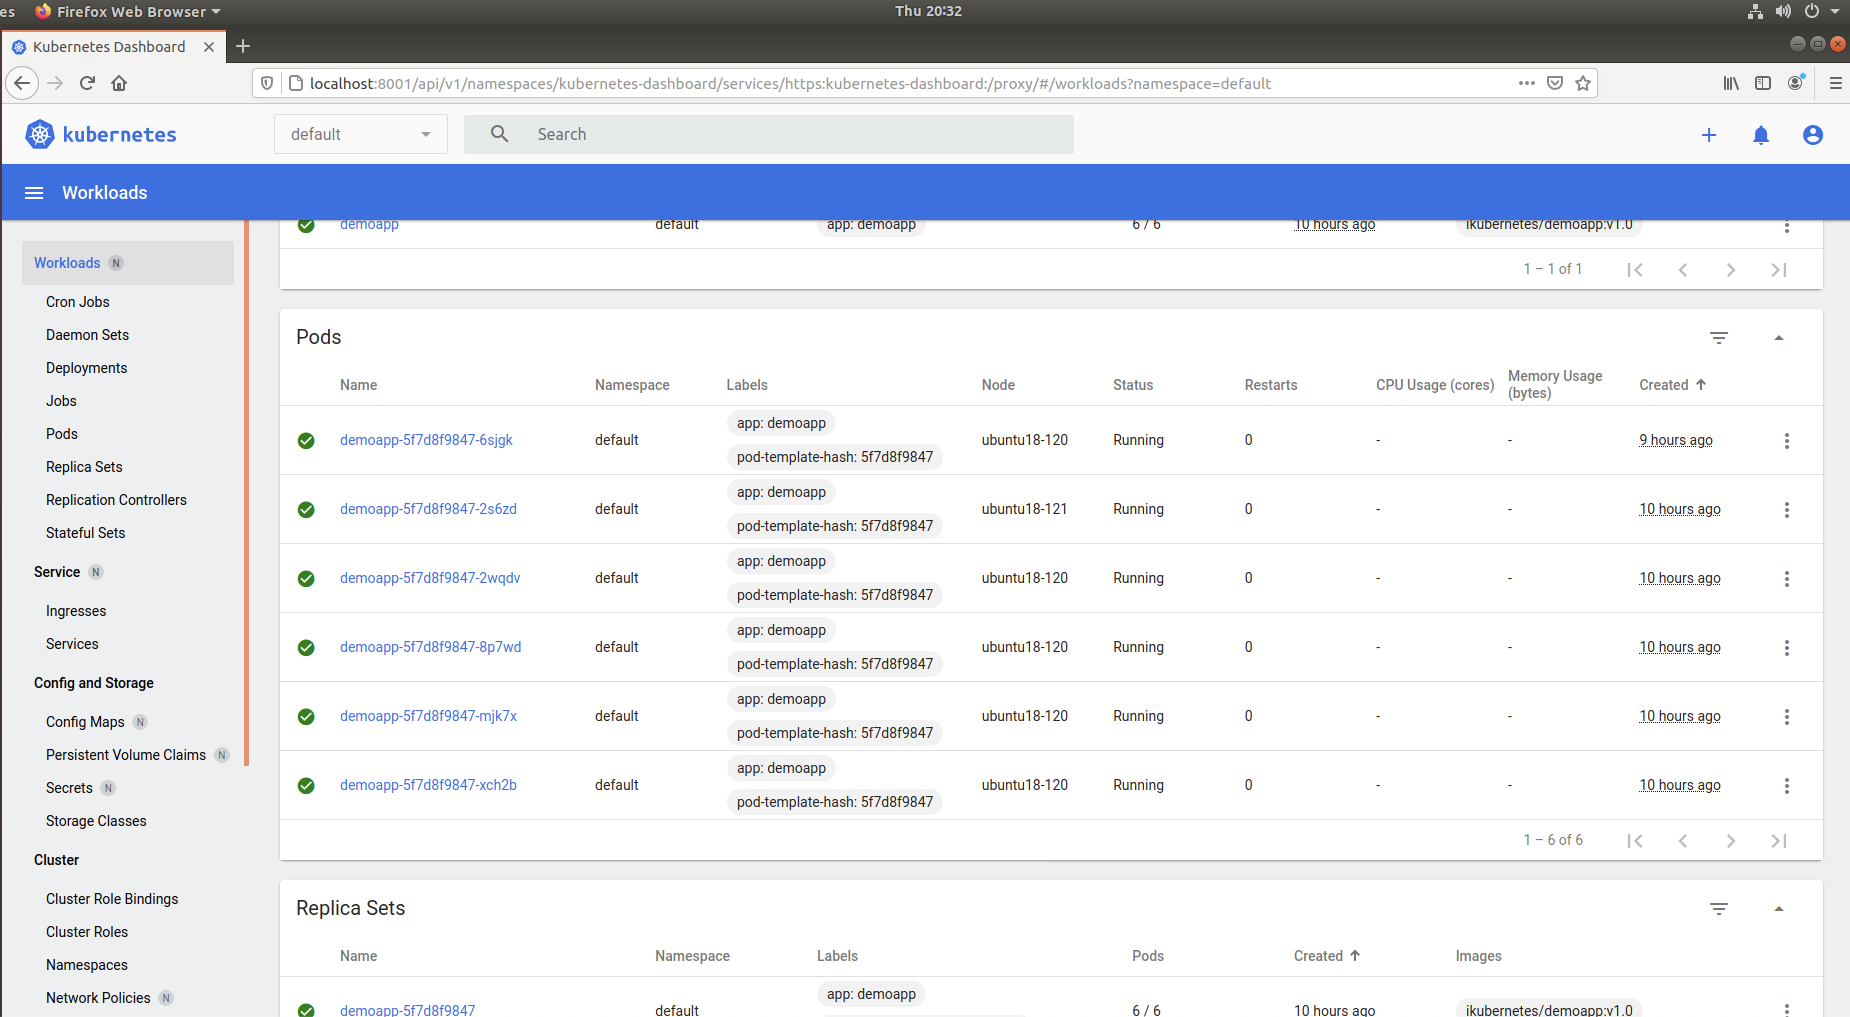 es Firefox Web Browser Thu 20:32
Kubernetes Dashboard
localhost:8001/api/v1/namespaces/kubernetes-dashboard/services/https:kubernetes-dashboard:/proxy/#/workloads?namespace=default
kubernetes default Search
Workloads
Workloads N
Cron Jobs
Daemon Sets
Deployments
Jobs
Pods
Replica Sets
Replication Controllers
Stateful Sets
Service N
Ingresses
Services
Config and Storage
Config Maps N
Persistent Volume Claims N
Secrets N
Storage Classes
Cluster
Cluster Role Bindings
Cluster Roles
Namespaces
Network Policies N
demoapp default app: demoapp 6 / 6 10 hours ago ikubernetes/demoapp:v1.0
1 – 1 of 1
Pods
Name Namespace Labels Node Status Restarts CPU Usage (cores) Memory Usage (bytes) Created
demoapp-5f7d8f9847-6sjgk default app: demoapp pod-template-hash: 5f7d8f9847 ubuntu18-120 Running 0 - - 9 hours ago
demoapp-5f7d8f9847-2s6zd default app: demoapp pod-template-hash: 5f7d8f9847 ubuntu18-121 Running 0 - - 10 hours ago
demoapp-5f7d8f9847-2wqdv default app: demoapp pod-template-hash: 5f7d8f9847 ubuntu18-120 Running 0 - - 10 hours ago
demoapp-5f7d8f9847-8p7wd default app: demoapp pod-template-hash: 5f7d8f9847 ubuntu18-120 Running 0 - - 10 hours ago
demoapp-5f7d8f9847-mjk7x default app: demoapp pod-template-hash: 5f7d8f9847 ubuntu18-120 Running 0 - - 10 hours ago
demoapp-5f7d8f9847-xch2b default app: demoapp pod-template-hash: 5f7d8f9847 ubuntu18-120 Running 0 - - 10 hours ago
1 – 6 of 6
Replica Sets
Name Namespace Labels Pods Created Images
demoapp-5f7d8f9847 default app: demoapp 6 / 6 10 hours ago ikubernetes/demoapp:v1.0